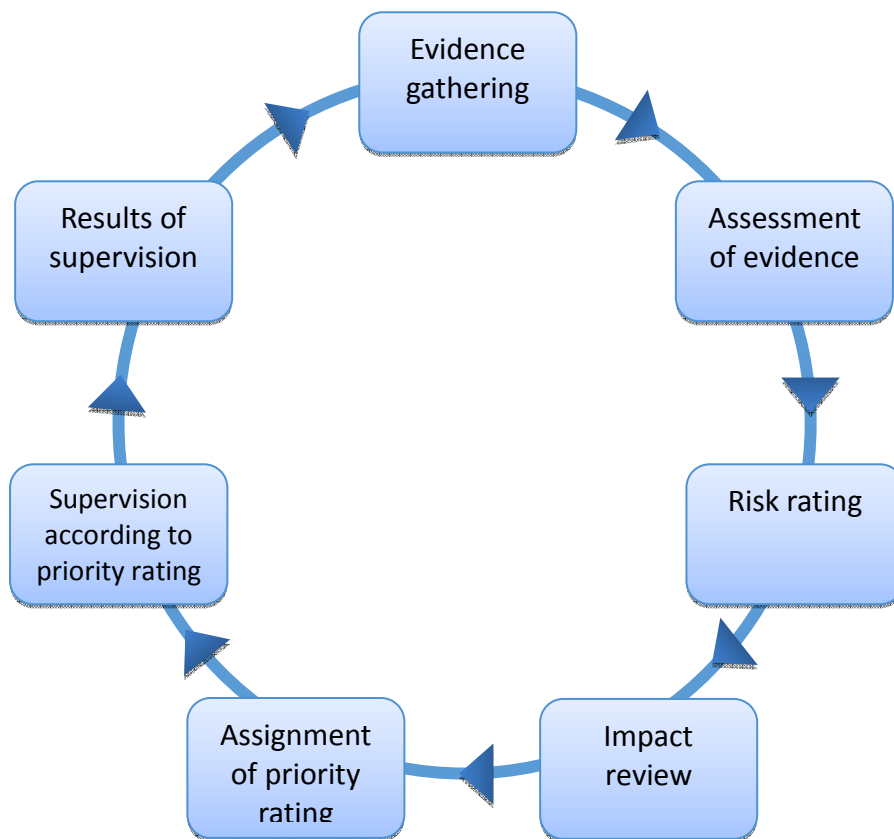 Evidence
gathering
Assessment
of evidence
Risk rating
Impact
review
Assignment
of priority
rating
Supervision
according to
priority rating
Results of
supervision